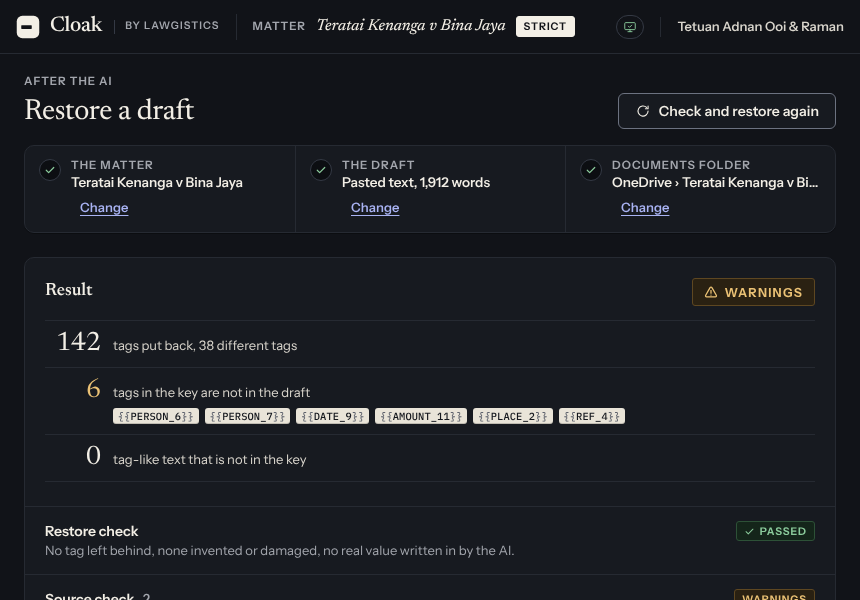 Cloak BY LAWGISTICS MATTER Teratai Kenanga v Bina Jaya STRICT Tetuan Adnan Ooi & Raman
AFTER THE AI
Restore a draft
Check and restore again
THE MATTER
Teratai Kenanga v Bina Jaya
Change
THE DRAFT
Pasted text, 1,912 words
Change
DOCUMENTS FOLDER
OneDrive › Teratai Kenanga v Bi...
Change
Result
WARNINGS
142 tags put back, 38 different tags
6 tags in the key are not in the draft
{{PERSON_6}} {{PERSON_7}} {{DATE_9}} {{AMOUNT_11}} {{PLACE_2}} {{REF_4}}
0 tag-like text that is not in the key
Restore check
PASSED
No tag left behind, none invented or damaged, no real value written in by the AI.
Source check 2
WARNINGS